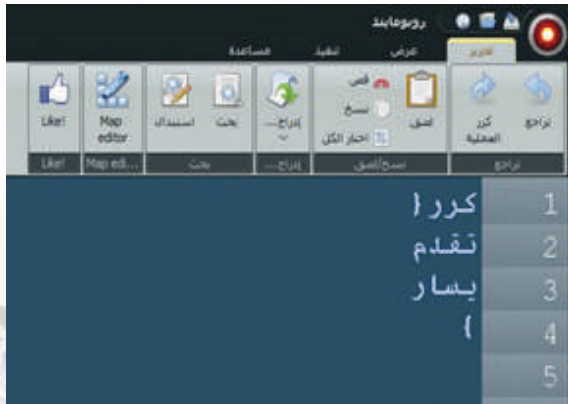 روبومايند
تحرير عرض تنفيذ مساعدة
تراجع
كرر العملية
لصق
قص
نسخ
اختيار الكل
إدراج...
بحث
استبدال
Map editor
Like!
تراجع
نسخ/لصق
إدراج...
بحث
Map edi...
Like!
1 كرر{
2 تقدم
3 يسار
4 }
5